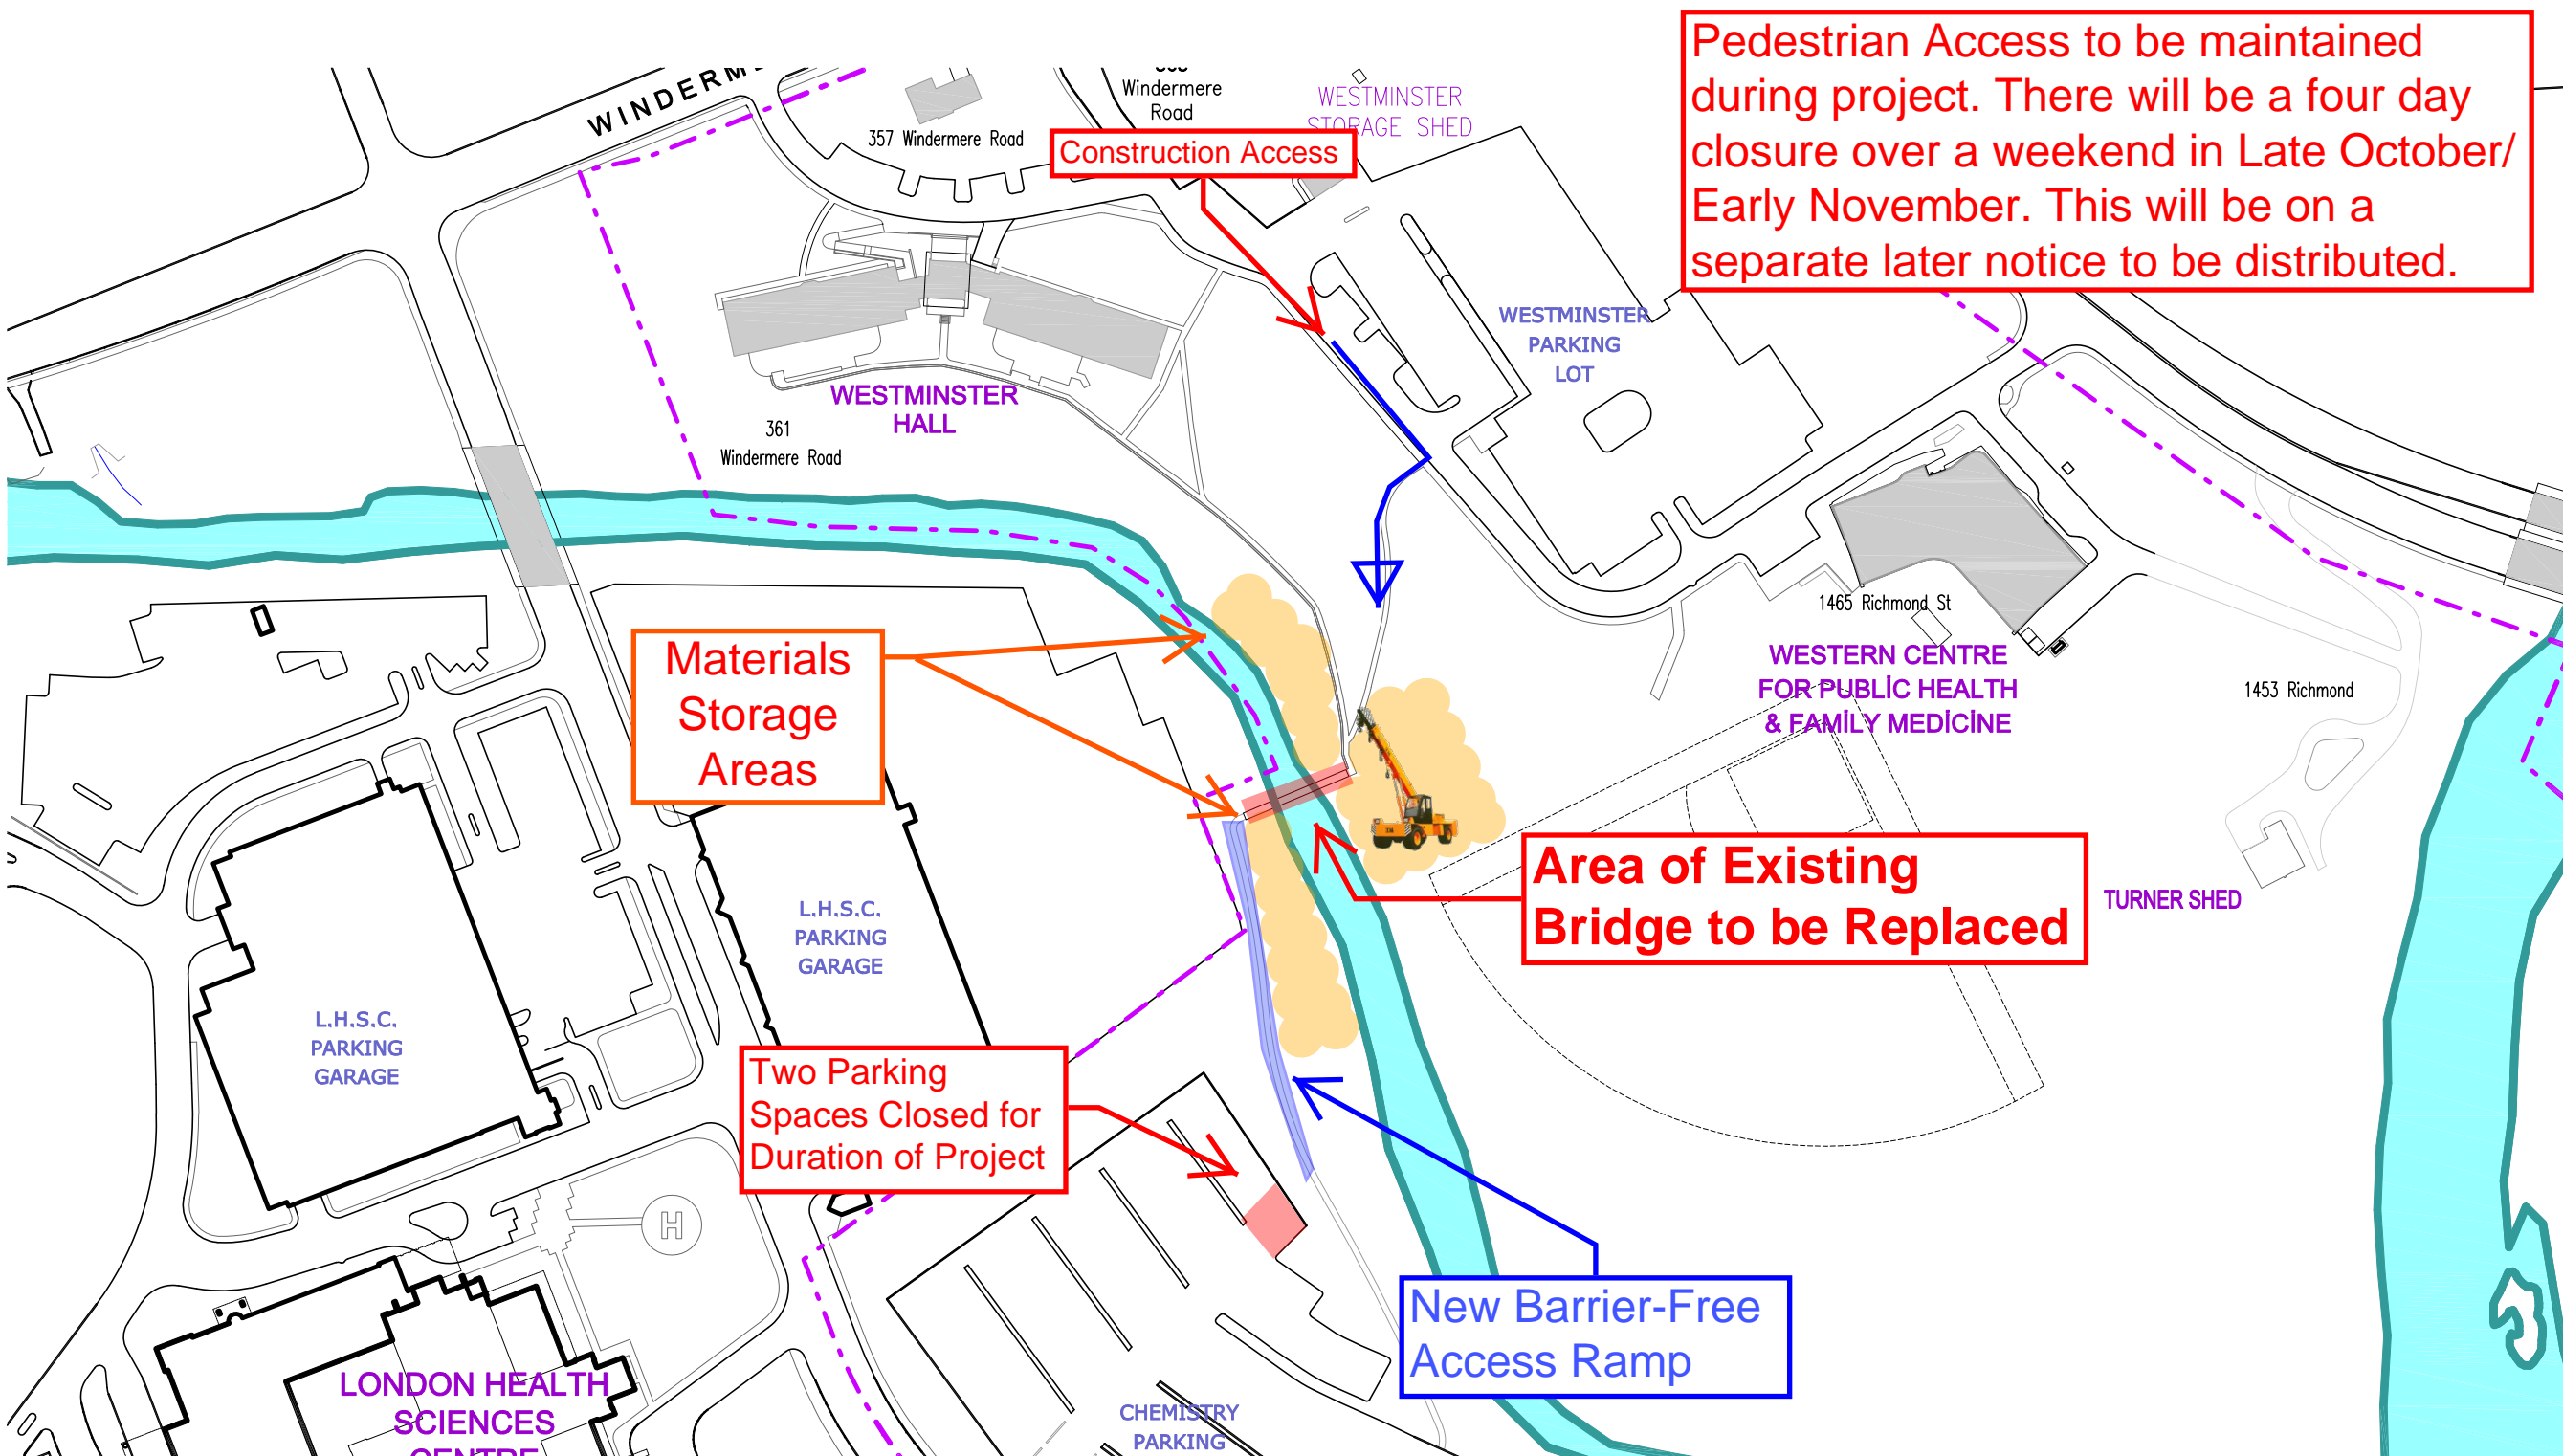 Pedestrian Access to be maintained
during project. There will be a four day
closure over a weekend in Late October/
Early November. This will be on a
separate later notice to be distributed.
Windermere
Road
WESTMINSTER
STORAGE SHED
357 Windermere Road
Construction Access
WESTMINSTER
PARKING
LOT
WESTMINSTER
HALL
361
Windermere Road
1465 Richmond St
WESTERN CENTRE
FOR PUBLIC HEALTH
& FAMILY MEDICINE
1453 Richmond
Materials
Storage
Areas
Area of Existing
Bridge to be Replaced
TURNER SHED
L.H.S.C.
PARKING
GARAGE
L.H.S.C.
PARKING
GARAGE
Two Parking
Spaces Closed for
Duration of Project
H
New Barrier-Free
Access Ramp
LONDON HEALTH
SCIENCES
CENTRE
CHEMISTRY
PARKING